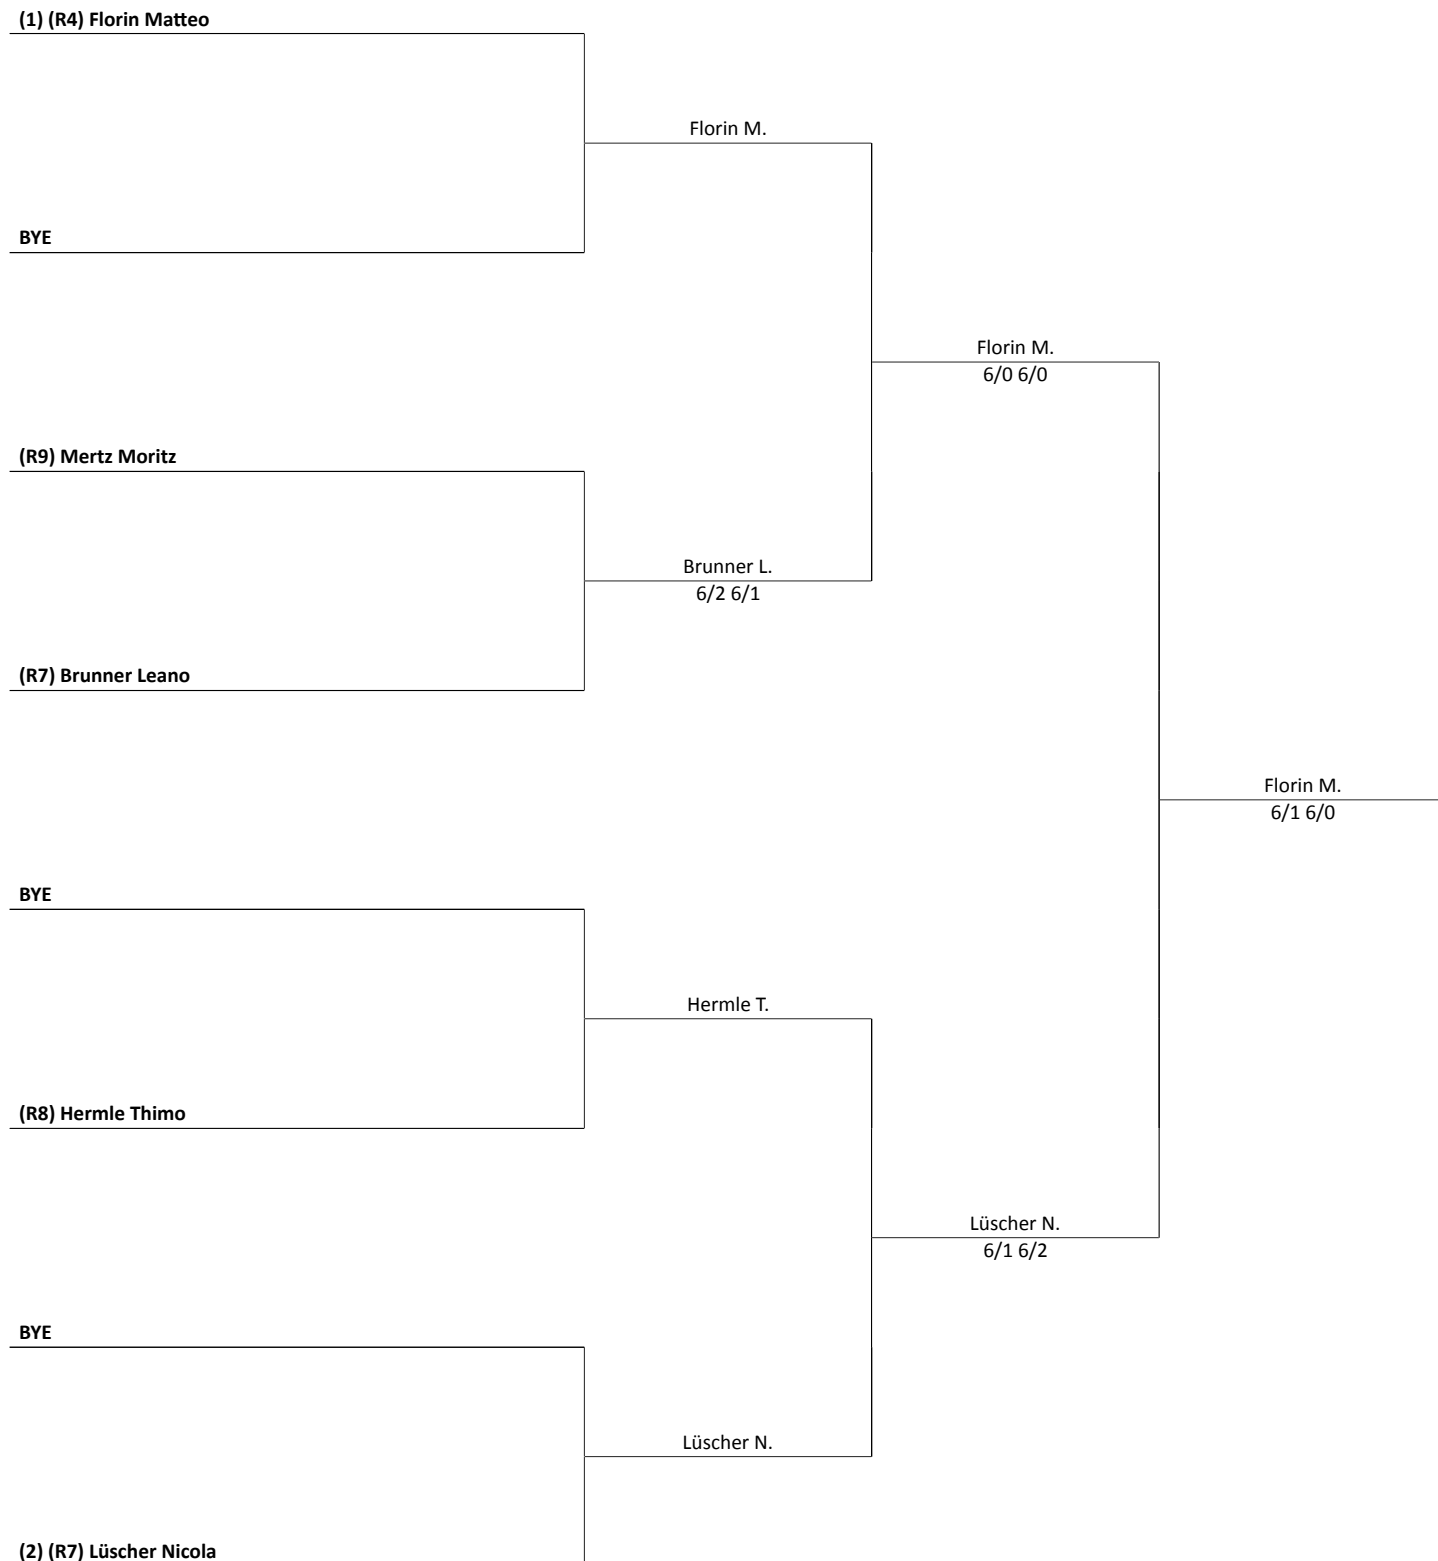 (1) (R4) Florin Matteo
Florin M.
BYE
Florin M.
6/0 6/0
(R9) Mertz Moritz
Brunner L.
6/2 6/1
(R7) Brunner Leano
Florin M.
6/1 6/0
BYE
Hermle T.
(R8) Hermle Thimo
Lüscher N.
6/1 6/2
BYE
Lüscher N.
(2) (R7) Lüscher Nicola